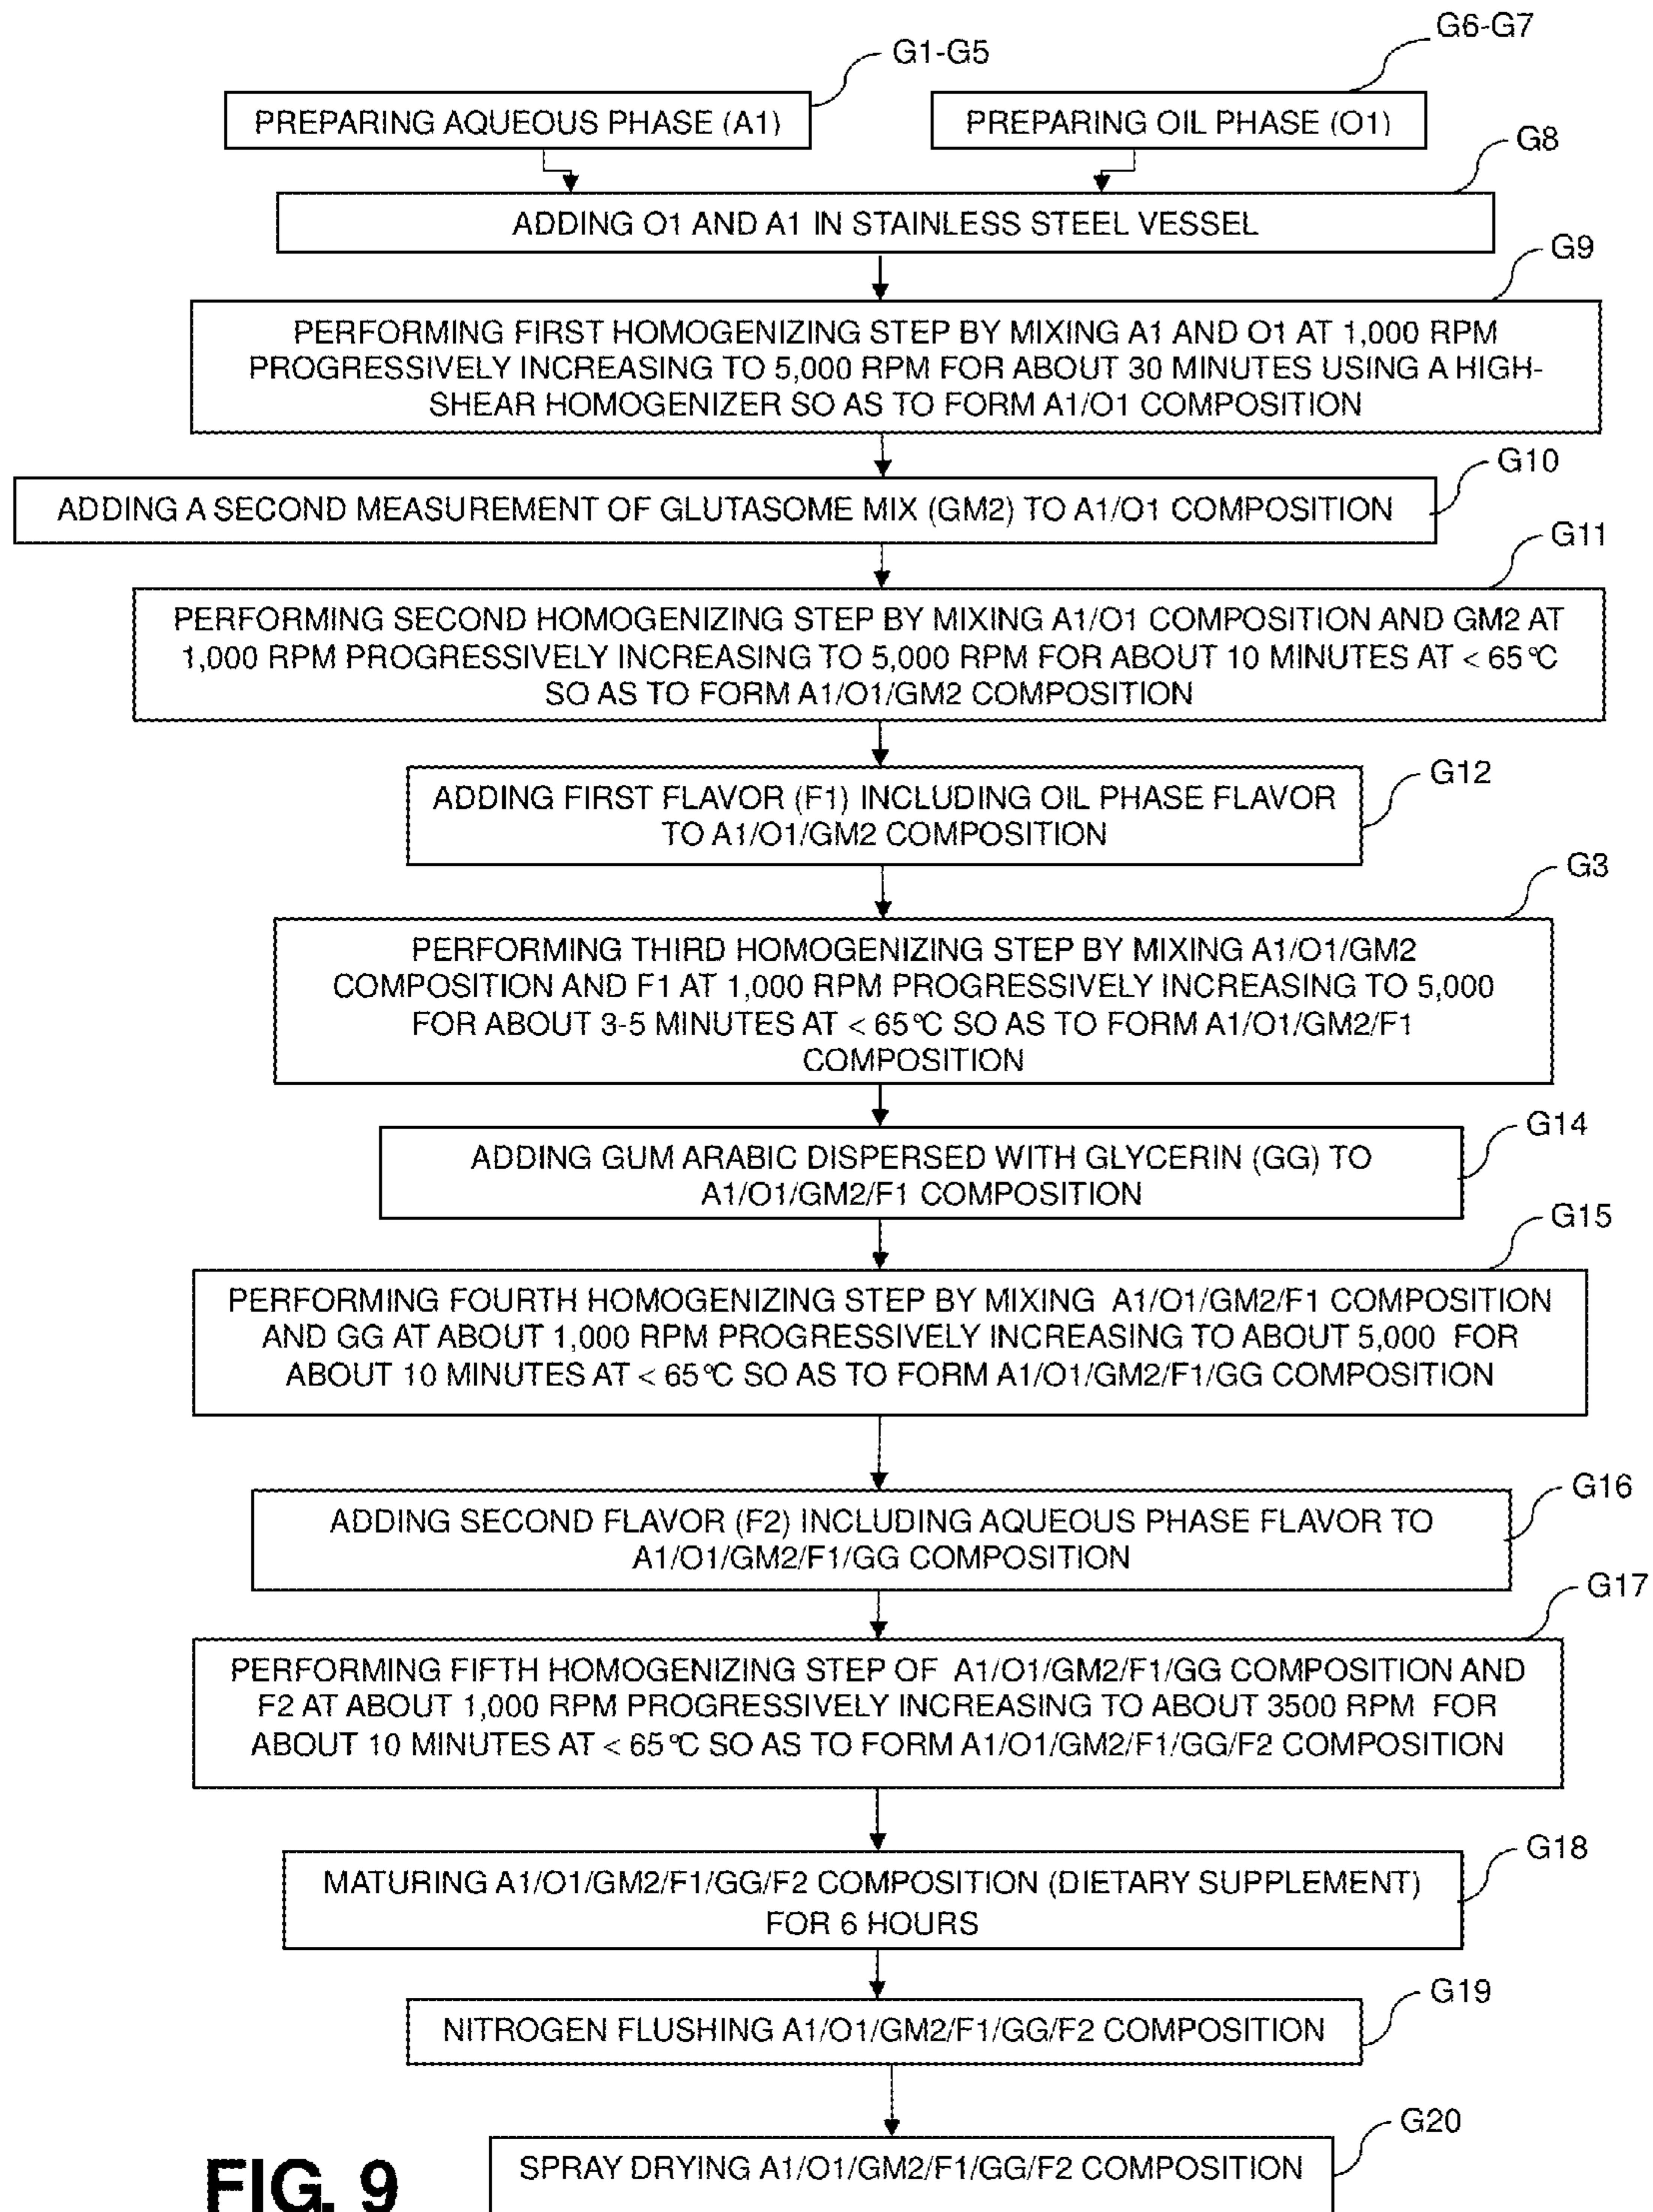 G1-G5
G6-G7
PREPARING AQUEOUS PHASE (A1)
PREPARING OIL PHASE (O1)
G8
ADDING O1 AND A1 IN STAINLESS STEEL VESSEL
G9
PERFORMING FIRST HOMOGENIZING STEP BY MIXING A1 AND O1 AT 1,000 RPM
PROGRESSIVELY INCREASING TO 5,000 RPM FOR ABOUT 30 MINUTES USING A HIGH-
SHEAR HOMOGENIZER SO AS TO FORM A1/O1 COMPOSITION
G10
ADDING A SECOND MEASUREMENT OF GLUTASOME MIX (GM2) TO A1/O1 COMPOSITION
G11
PERFORMING SECOND HOMOGENIZING STEP BY MIXING A1/O1 COMPOSITION AND GM2 AT
1,000 RPM PROGRESSIVELY INCREASING TO 5,000 RPM FOR ABOUT 10 MINUTES AT < 65°C
SO AS TO FORM A1/O1/GM2 COMPOSITION
G12
ADDING FIRST FLAVOR (F1) INCLUDING OIL PHASE FLAVOR
TO A1/O1/GM2 COMPOSITION
G3
PERFORMING THIRD HOMOGENIZING STEP BY MIXING A1/O1/GM2
COMPOSITION AND F1 AT 1,000 RPM PROGRESSIVELY INCREASING TO 5,000
FOR ABOUT 3-5 MINUTES AT < 65°C SO AS TO FORM A1/O1/GM2/F1
COMPOSITION
G14
ADDING GUM ARABIC DISPERSED WITH GLYCERIN (GG) TO
A1/O1/GM2/F1 COMPOSITION
G15
PERFORMING FOURTH HOMOGENIZING STEP BY MIXING A1/O1/GM2/F1 COMPOSITION
AND GG AT ABOUT 1,000 RPM PROGRESSIVELY INCREASING TO ABOUT 5,000 FOR
ABOUT 10 MINUTES AT < 65°C SO AS TO FORM A1/O1/GM2/F1/GG COMPOSITION
G16
ADDING SECOND FLAVOR (F2) INCLUDING AQUEOUS PHASE FLAVOR TO
A1/O1/GM2/F1/GG COMPOSITION
G17
PERFORMING FIFTH HOMOGENIZING STEP OF A1/O1/GM2/F1/GG COMPOSITION AND
F2 AT ABOUT 1,000 RPM PROGRESSIVELY INCREASING TO ABOUT 3500 RPM FOR
ABOUT 10 MINUTES AT < 65°C SO AS TO FORM A1/O1/GM2/F1/GG/F2 COMPOSITION
G18
MATURING A1/O1/GM2/F1/GG/F2 COMPOSITION (DIETARY SUPPLEMENT)
FOR 6 HOURS
G19
NITROGEN FLUSHING A1/O1/GM2/F1/GG/F2 COMPOSITION
G20
SPRAY DRYING A1/O1/GM2/F1/GG/F2 COMPOSITION
FIG. 9